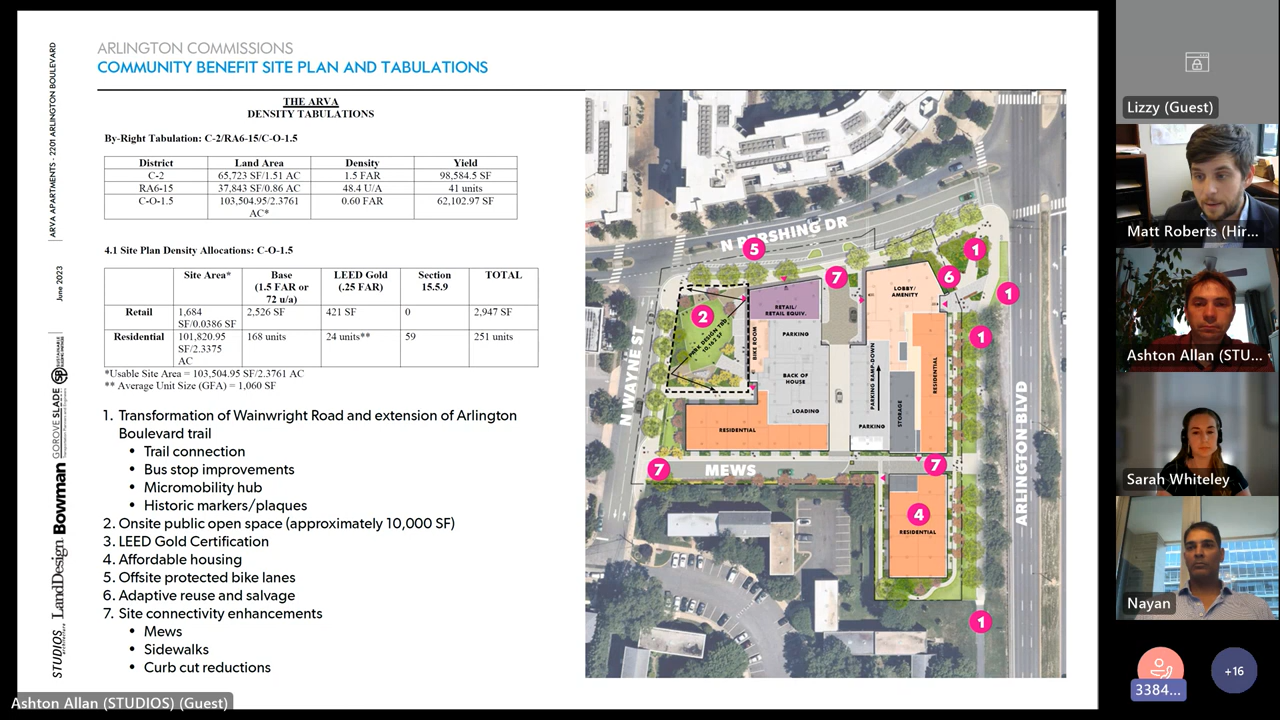 ARLINGTON COMMISSIONS
COMMUNITY BENEFIT SITE PLAN AND TABULATIONS
THE ARVA
DENSITY TABULATIONS
By-Right Tabulation: C-2/RA6-15/C-O-1.5
District Land Area Density Yield
C-2 65,723 SF/1.51 AC 1.5 FAR 98,584.5 SF
RA6-15 37,843 SF/0.86 AC 48.4 U/A 41 units
C-O-1.5 103,504.95/2.3761 AC* 0.60 FAR 62,102.97 SF
4.1 Site Plan Density Allocations: C-O-1.5
Site Area* Base (1.5 FAR or 72 u/a) LEED Gold (.25 FAR) Section 15.5.9 TOTAL
Retail 1,684 SF/0.0386 SF 2,526 SF 421 SF 0 2,947 SF
Residential 101,820.95 SF/2.3375 AC 168 units 24 units** 59 251 units
*Usable Site Area = 103,504.95 SF/2.3761 AC
** Average Unit Size (GFA) = 1,060 SF
1. Transformation of Wainwright Road and extension of Arlington
Boulevard trail
• Trail connection
• Bus stop improvements
• Micromobility hub
• Historic markers/plaques
2. Onsite public open space (approximately 10,000 SF)
3. LEED Gold Certification
4. Affordable housing
5. Offsite protected bike lanes
6. Adaptive reuse and salvage
7. Site connectivity enhancements
• Mews
• Sidewalks
• Curb cut reductions
ARVA APARTMENTS - 2201 ARLINGTON BOULEVARD
June 2023
GROVE SLADE
Bowman
LandDesign
STUDIOS
N PERSHING DR
5
1
7
6
LOBBY/
AMENITY
1
2
RETAIL/
RETAIL EQUIV.
PARKING
BIKE ROOM
1
BACK OF
HOUSE
PARKING RAMP-DOWN
RESIDENTIAL
N WAYNE ST
LOADING
STORAGE
PARKING
RESIDENTIAL
ARLINGTON BLVD
7
MEWS
7
4
RESIDENTIAL
1
Lizzy (Guest)
Matt Roberts (Hir...
Ashton Allan (STU...
Sarah Whiteley
Nayan
3384...
+16
Ashton Allan (STUDIOS) (Guest)